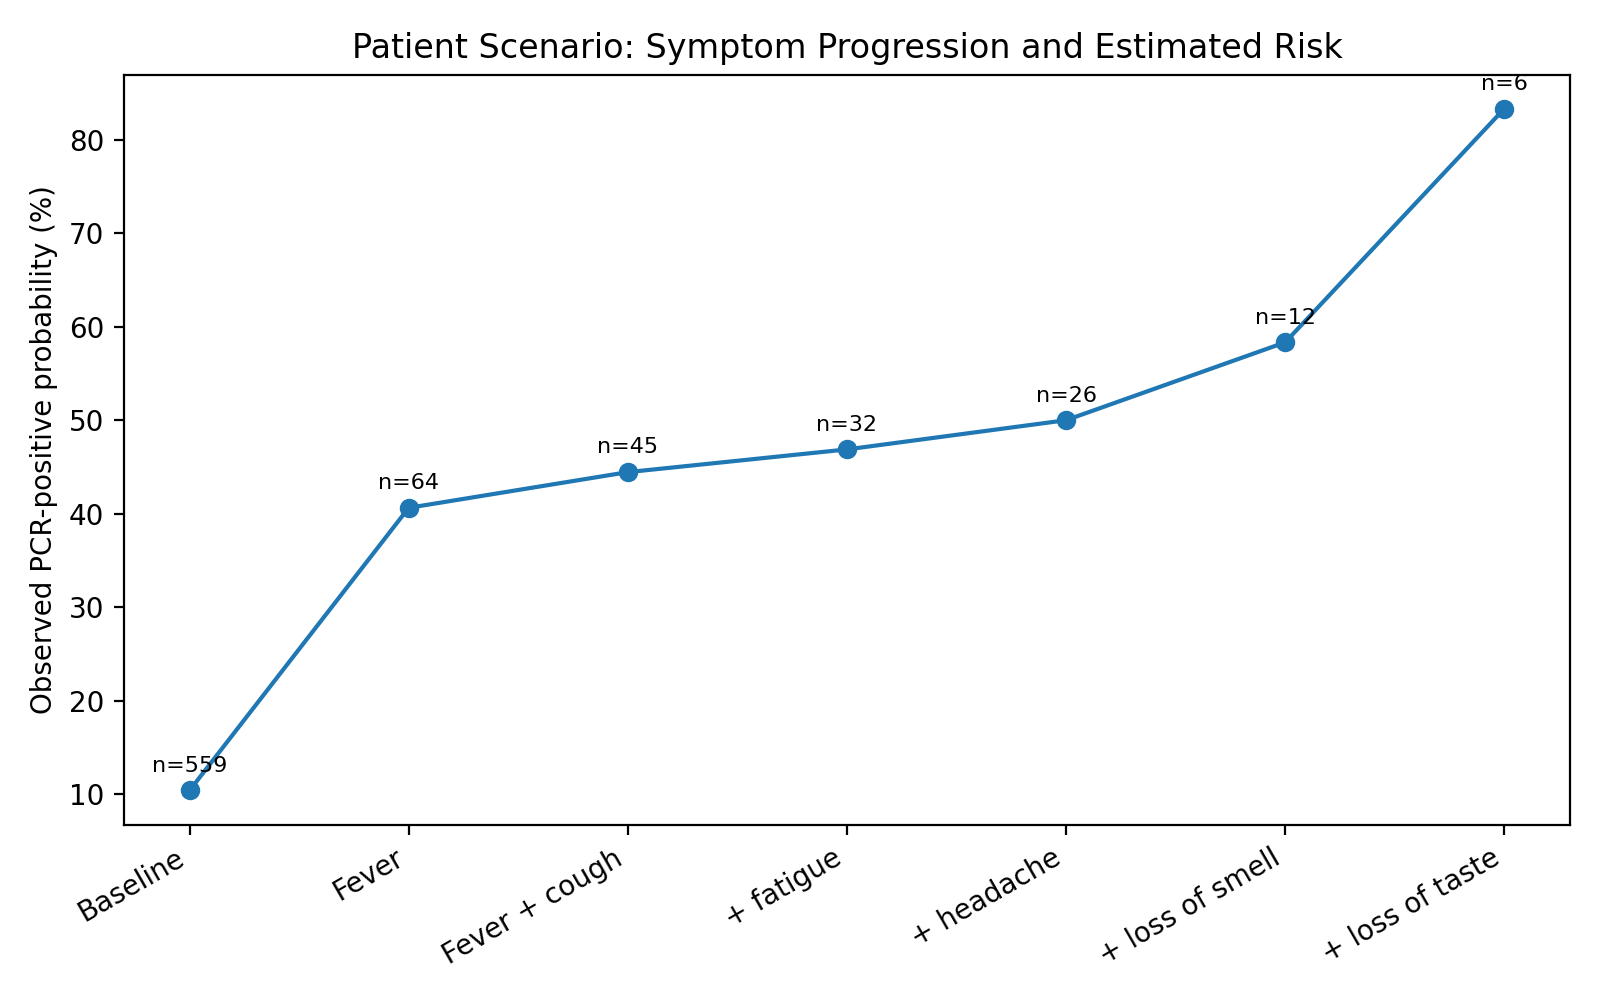 Patient Scenario: Symptom Progression and Estimated Risk
Observed PCR-positive probability (%)
80
70
60
50
40
30
20
10
n=559
n=64
n=45
n=32
n=26
n=12
n=6
Baseline
Fever
Fever + cough
+ fatigue
+ headache
+ loss of smell
+ loss of taste